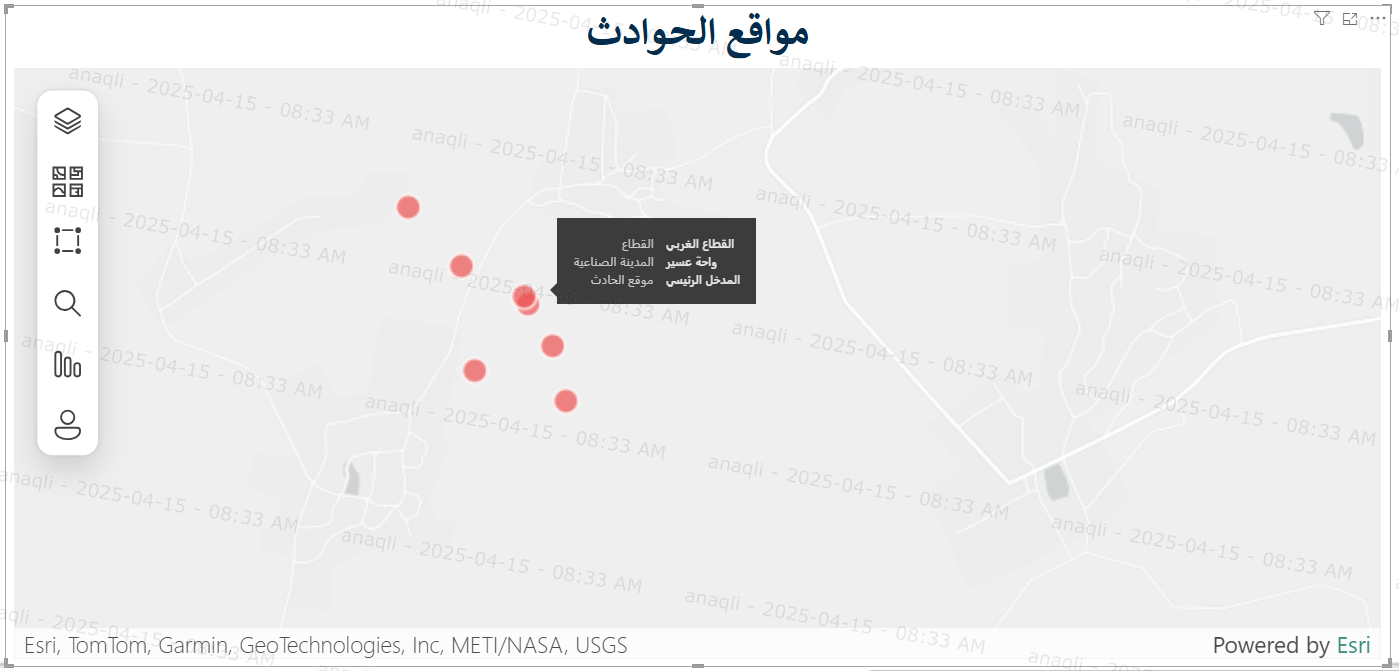 مواقع الحوادث
anaqli - 2025-04-15 - 08:33 AM
القطاع القطاع الغربي
المدينة الصناعية واحة عسير
موقع الحادث المدخل الرئيسي
Esri, TomTom, Garmin, GeoTechnologies, Inc, METI/NASA, USGS
Powered by Esri